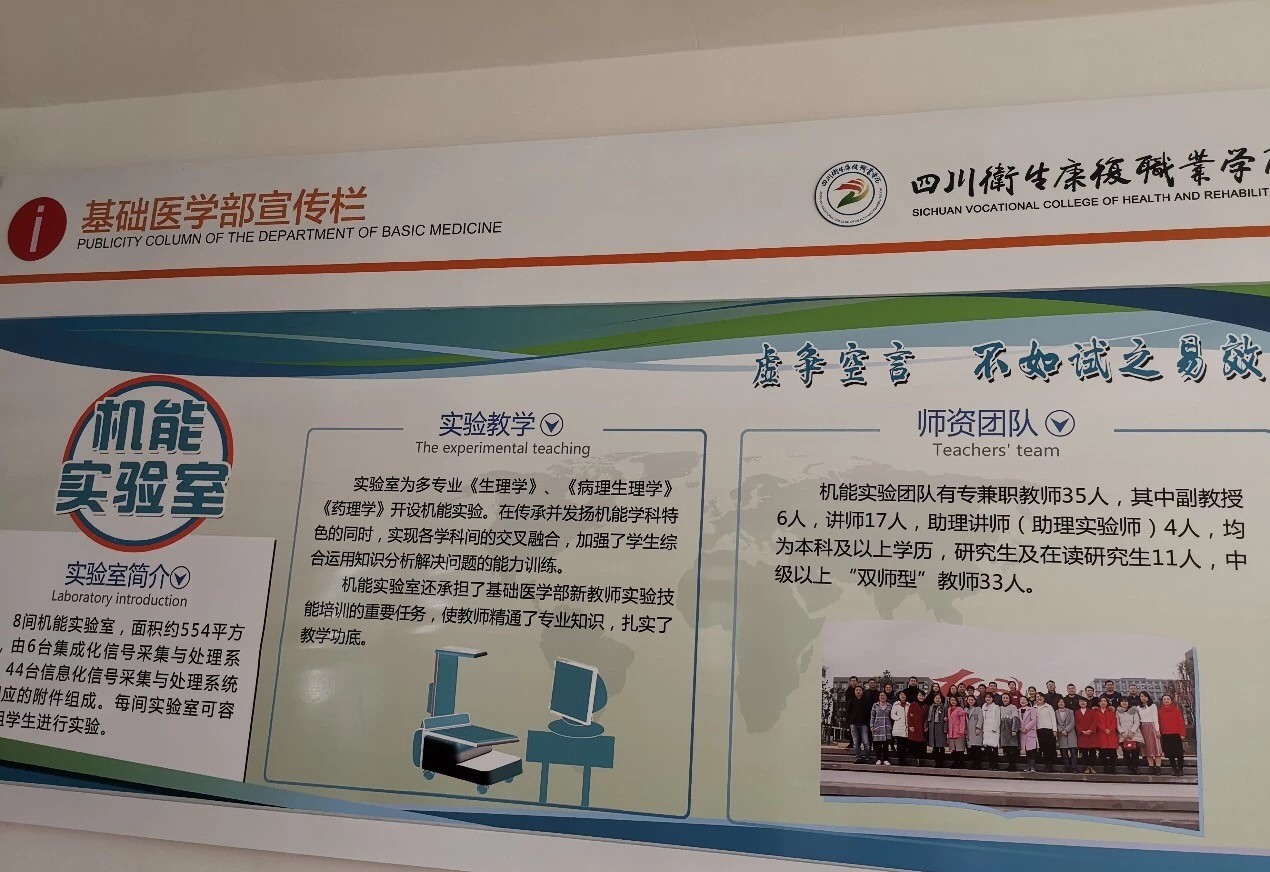 i
基础医学部宣传栏
PUBLICITY COLUMN OF THE DEPARTMENT OF BASIC MEDICINE
四川衛生康復職業学
SICHUAN VOCATIONAL COLLEGE OF HEALTH AND REHABILIT
虚争空言 不如试之易效
机能
实验室
实验室简介
Laboratory introduction
8间机能实验室，面积约554平方
，由6台集成化信号采集与处理系
44台信息化信号采集与处理系统
应的附件组成。每间实验室可容
组学生进行实验。
实验教学
The experimental teaching
实验室为多专业《生理学》、《病理生理学》
《药理学》开设机能实验。在传承并发扬机能学科特
色的同时，实现各学科间的交叉融合，加强了学生综
合运用知识分析解决问题的能力训练。
机能实验室还承担了基础医学部新教师实验技
能培训的重要任务，使教师精通了专业知识，扎实了
教学功底。
师资团队
Teachers' team
机能实验团队有专兼职教师35人，其中副教授
6人，讲师17人，助理讲师（助理实验师）4人，均
为本科及以上学历，研究生及在读研究生11人，中
级以上“双师型”教师33人。